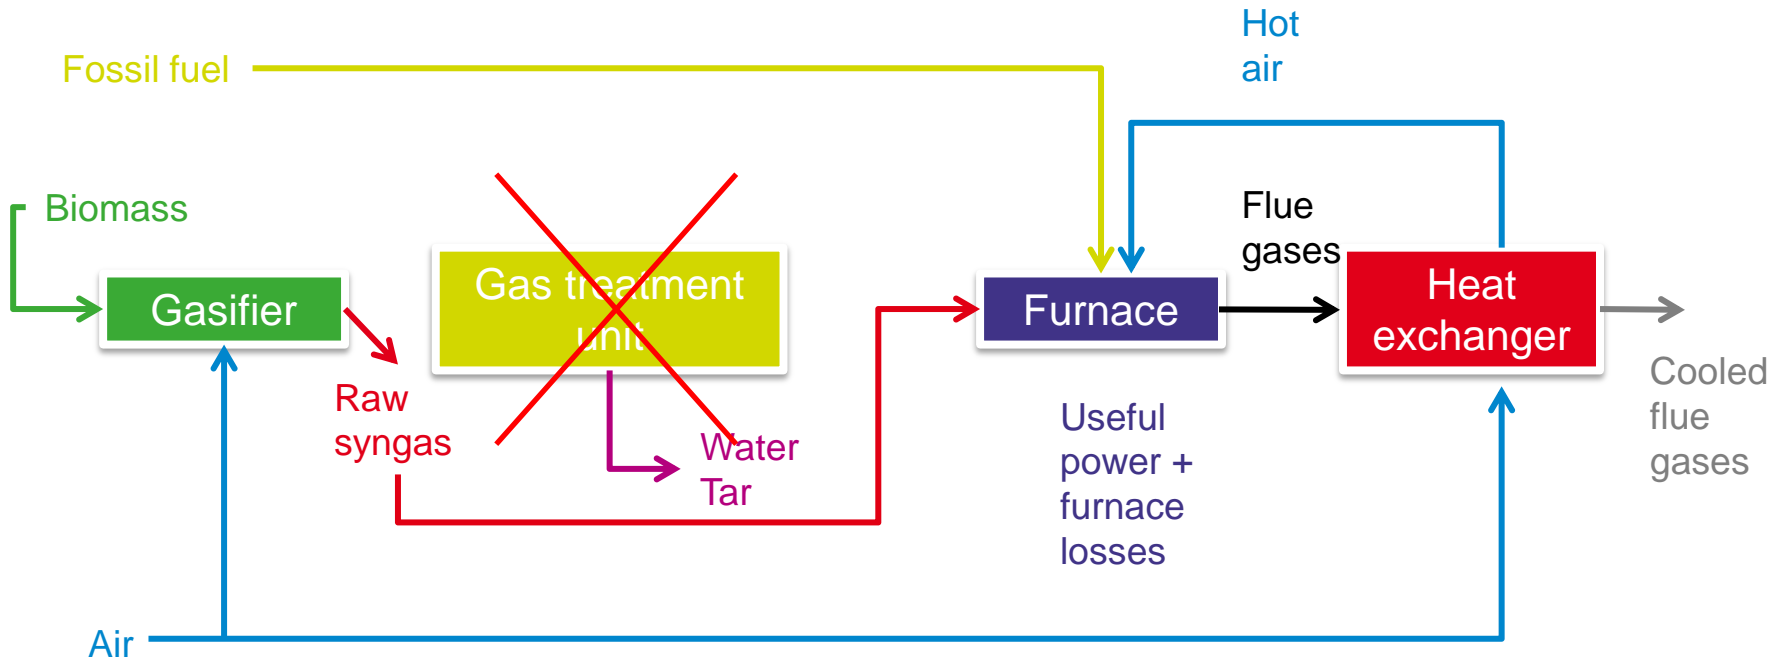 Hot
air
Fossil fuel
Biomass
Flue
gases
Gasifier
Gas treatment
unit
Furnace
Heat
exchanger
Raw
syngas
Water
Tar
Useful
power +
furnace
losses
Cooled
flue
gases
Air